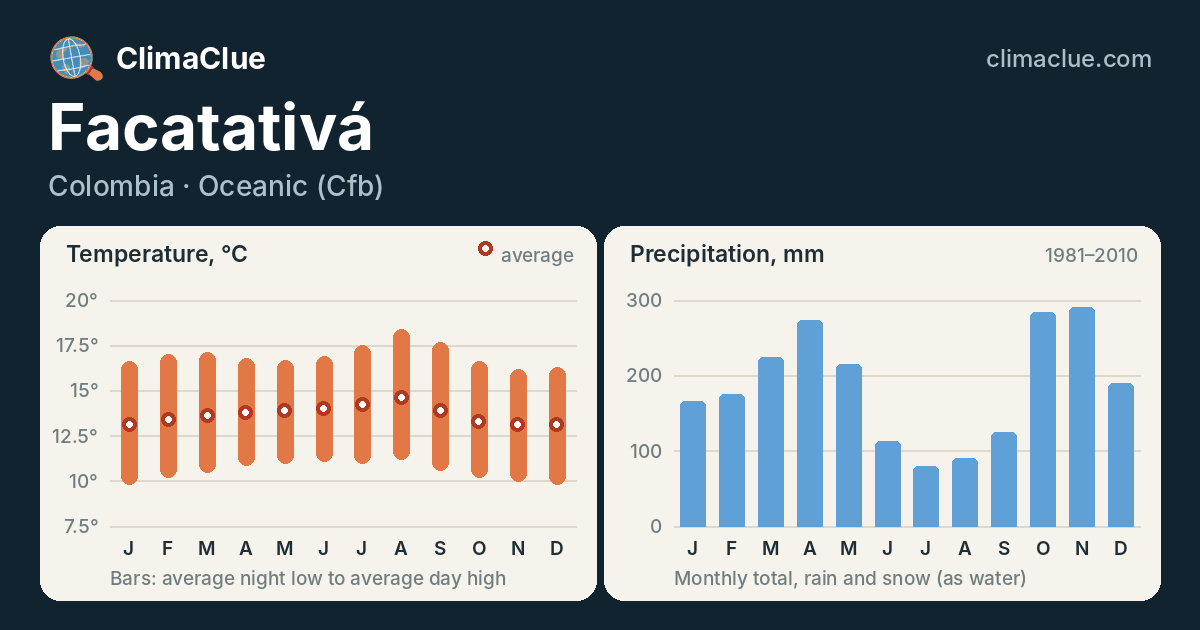 ClimaClue
climaclue.com
Facatativá
Colombia · Oceanic (Cfb)
Temperature, °C
average
20°
17.5°
15°
12.5°
10°
7.5°
J F M A M J J A S O N D
Bars: average night low to average day high
Precipitation, mm
1981–2010
300
200
100
0
J F M A M J J A S O N D
Monthly total, rain and snow (as water)